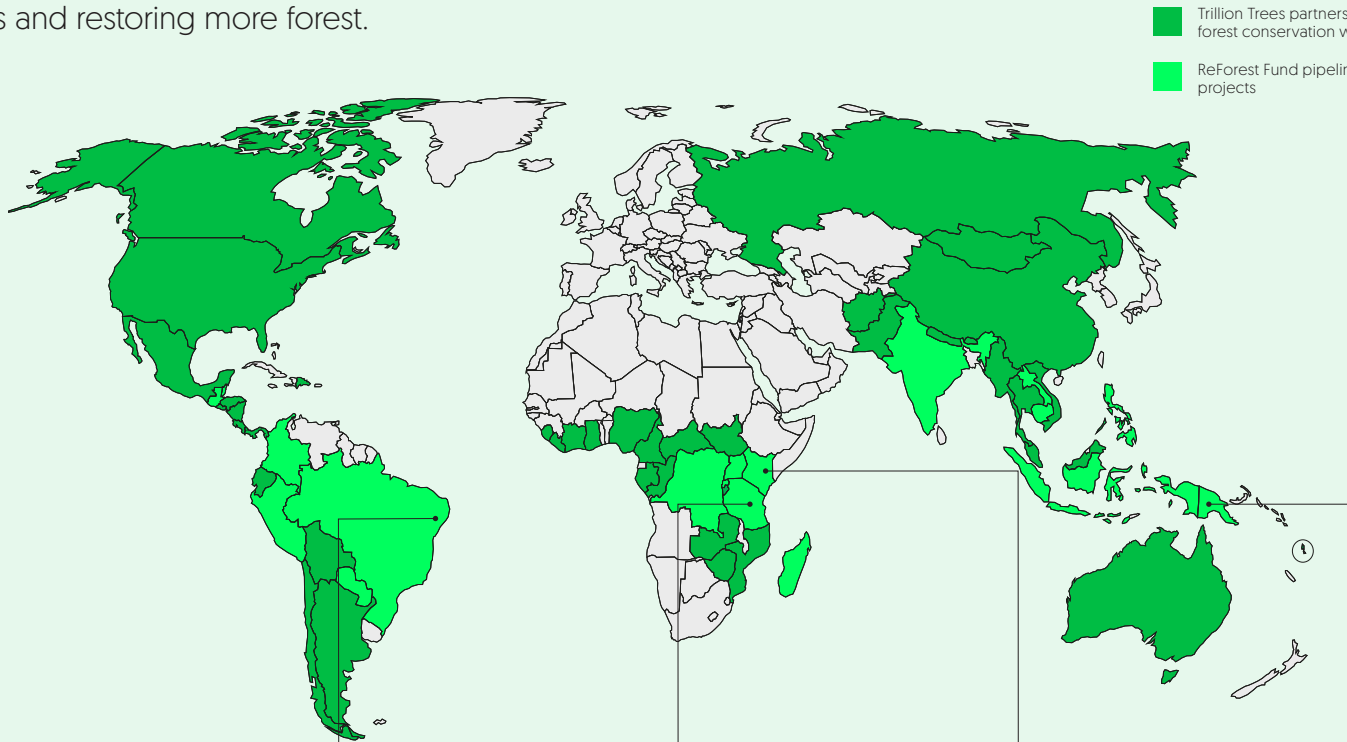 s and restoring more forest.
Trillion Trees partners
forest conservation w
ReForest Fund pipelin
projects